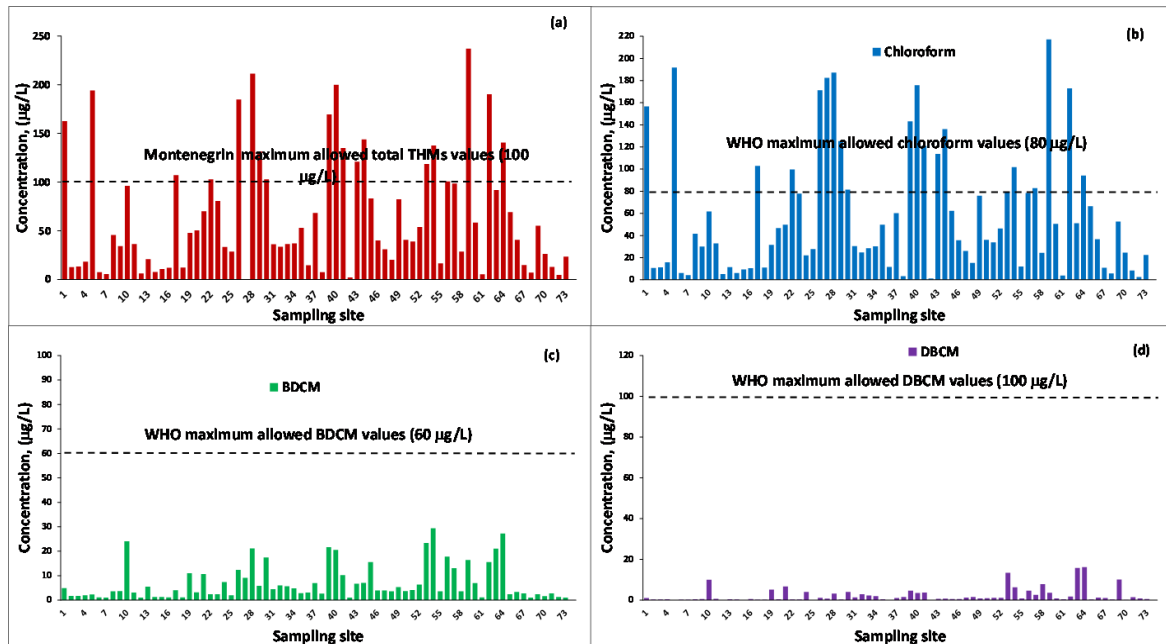 (a)
250
200
150
100
50
0
Concentration, (µg/L)
Montenegrin maximum allowed total THMs values (100
µg/L)
1 4 7 10 13 16 19 22 25 28 31 34 37 40 43 46 49 52 55 58 61 64 67 70 73
Sampling site
(b)
220
200
180
160
140
120
100
80
60
40
20
0
Concentration, (µg/L)
Chloroform
WHO maximum allowed chloroform values (80 µg/L)
1 4 7 10 13 16 19 22 25 28 31 34 37 40 43 46 49 52 55 58 61 64 67 70 73
Sampling site
(c)
100
90
80
70
60
50
40
30
20
10
0
Concentration, (µg/L)
BDCM
WHO maximum allowed BDCM values (60 µg/L)
1 4 7 10 13 16 19 22 25 28 31 34 37 40 43 46 49 52 55 58 61 64 67 70 73
Sampling site
(d)
120
100
80
60
40
20
0
Concentration, (µg/L)
DBCM
WHO maximum allowed DBCM values (100 µg/L)
1 4 7 10 13 16 19 22 25 28 31 34 37 40 43 46 49 52 55 58 61 64 67 70 73
Sampling site